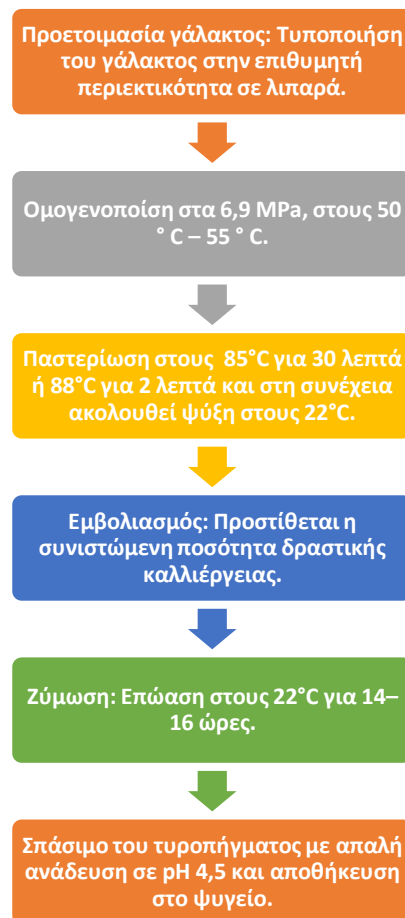 Προετοιμασία γάλακτος: Τυποποιήση
του γάλακτος στην επιθυμητή
περιεκτικότητα σε λιπαρά.
Ομογενοποίση στα 6,9 MPa, στους 50
° C – 55 ° C.
Παστερίωση στους  85°C για 30 λεπτά
ή 88°C για 2 λεπτά και στη συνέχεια
ακολουθεί ψύξη στους 22°C.
Εμβολιασμός: Προστίθεται η
συνιστώμενη ποσότητα δραστικής
καλλιέργειας.
Ζύμωση: Επώαση στους 22°C για 14–
16 ώρες.
Σπάσιμο του τυροπήγματος με απαλή
ανάδευση σε pH 4,5 και αποθήκευση
στο ψυγείο.